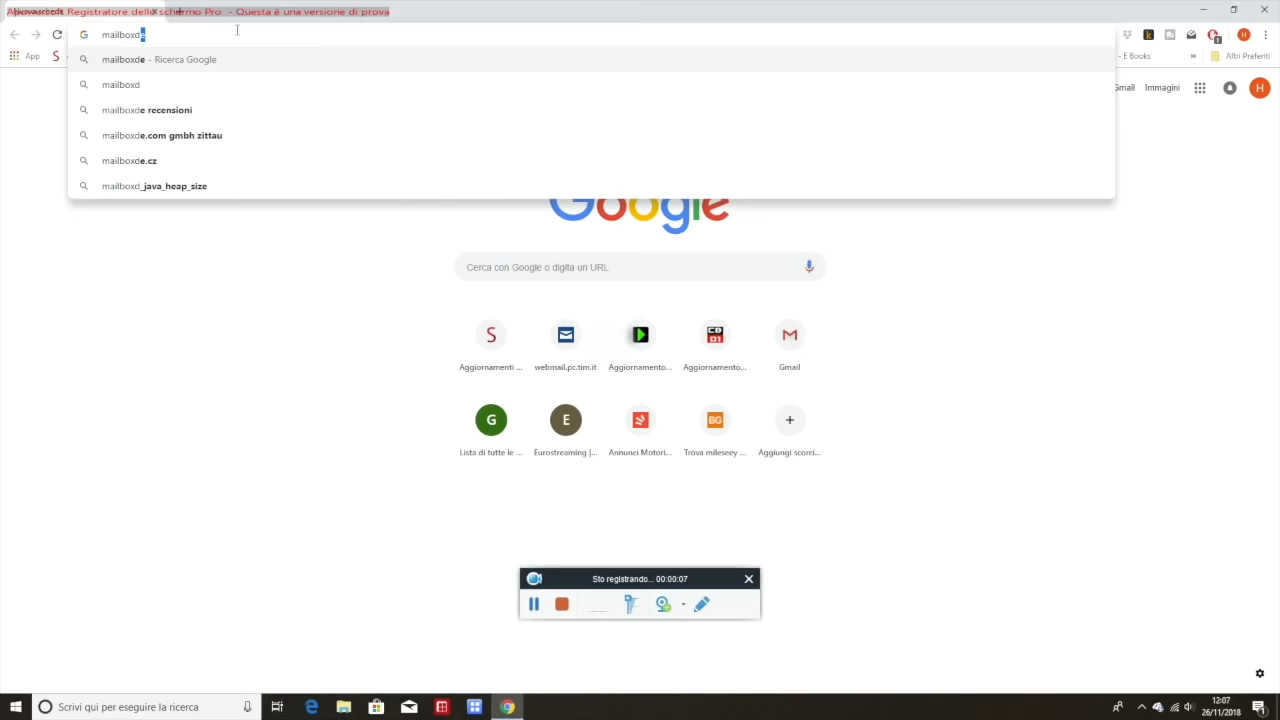 Registratore dello schermo Pro - Questa è una versione di prova
mailboxde
App
S
- E Books
»
Altri Preferiti
mailboxde - Ricerca Google
mailboxd
mailboxde recensioni
mailboxde.com gmbh zittau
mailboxde.cz
mailboxd_java_heap_size
Gmail
Immagini
H
Google
Cerca con Google o digita un URL
Aggiornamenti ...
webmail.pc.tim.it
Aggiornamento...
Aggiornamento...
Gmail
G
E
BG
Lista di tutte le ...
Eurostreaming |...
Annunci Motori...
Trova mileseey ...
Aggiungi scorci...
Sto registrando... 00:00:07
Scrivi qui per eseguire la ricerca
12:07
26/11/2018